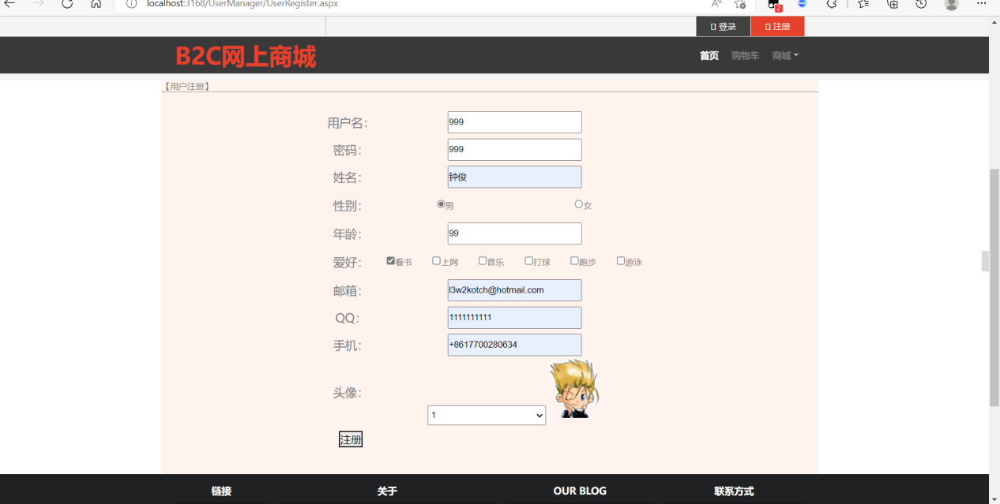 localhost:3168/UserManager/UserRegister.aspx
2
登录 注册
B2C网上商城
首页 购物车 商城
【用户注册】
用户名： 999
密码： 999
姓名： 钟俊
性别： 男 女
年龄： 99
爱好： 看书 上网 音乐 打球 跑步 游泳
邮箱： l3w2kotch@hotmail.com
QQ： 1111111111
手机： +8617700280634
头像：
1
注册
链接 关于 OUR BLOG 联系方式